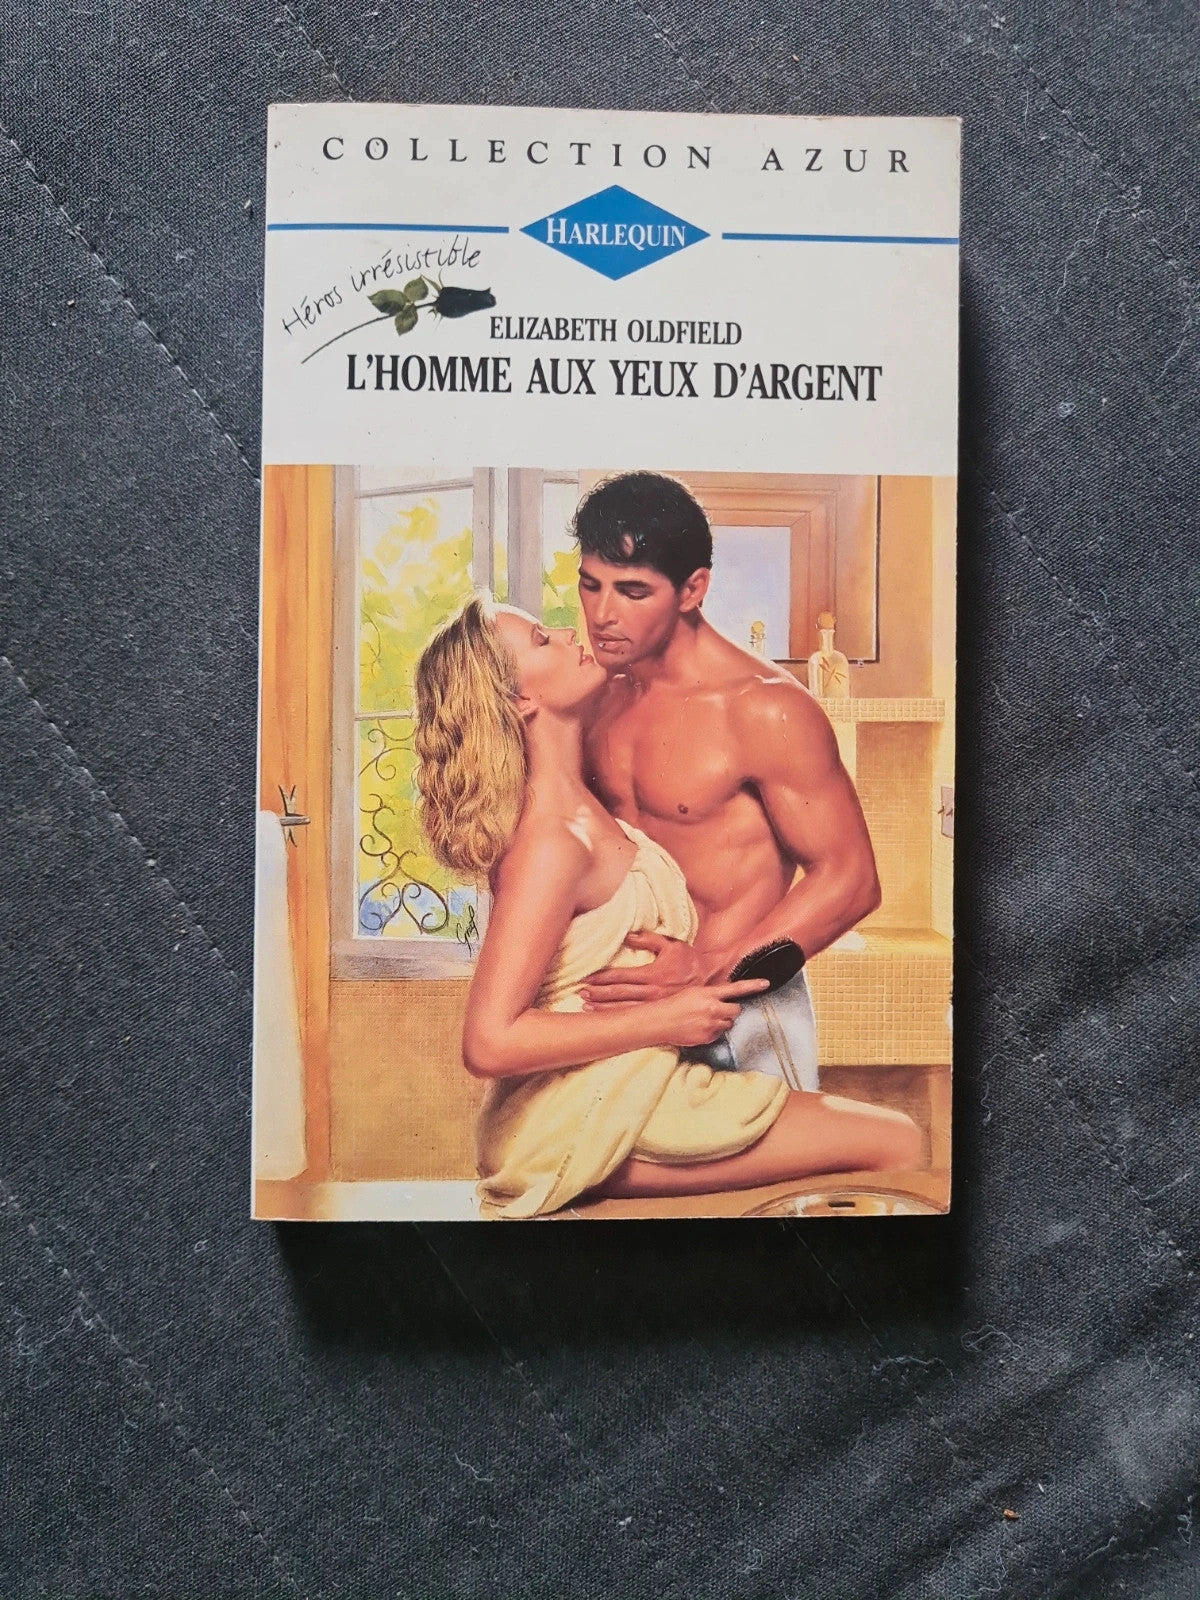 COLLECTION AZUR
HARLEQUIN
Héros irrésistible
ELIZABETH OLDFIELD
L'HOMME AUX YEUX D'ARGENT